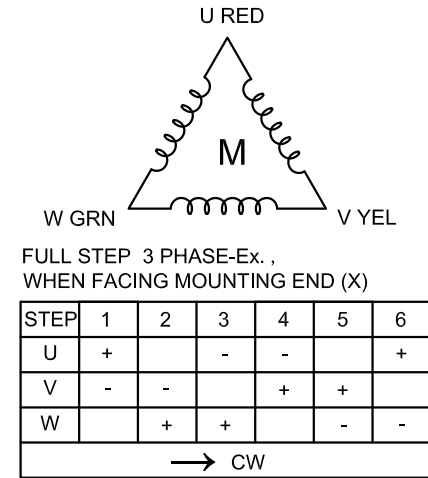 U RED
M
W GRN
V YEL
FULL STEP 3 PHASE-Ex. ,
WHEN FACING MOUNTING END (X)
STEP 1 2 3 4 5 6
U + - - +
V - - + +
W + + - -
→ CW